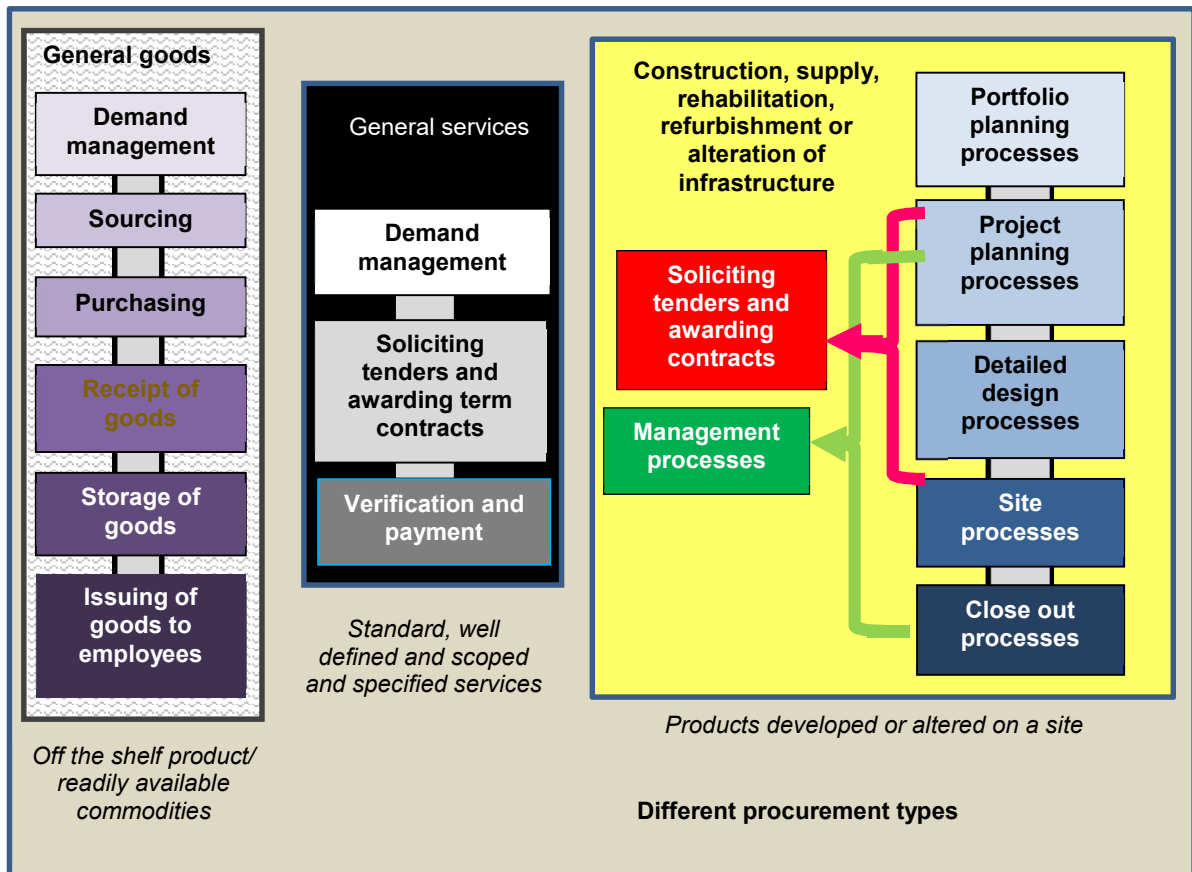 General goods
Demand
management
Sourcing
Purchasing
Receipt of
goods
Storage of
goods
Issuing of
goods to
employees
Off the shelf product/
readily available
commodities
General services
Demand
management
Soliciting
tenders and
awarding term
contracts
Verification and
payment
Standard, well
defined and scoped
and specified services
Construction, supply,
rehabilitation,
refurbishment or
alteration of
infrastructure
Soliciting
tenders and
awarding
contracts
Management
processes
Portfolio
planning
processes
Project
planning
processes
Detailed
design
processes
Site
processes
Close out
processes
Products developed or altered on a site
Different procurement types